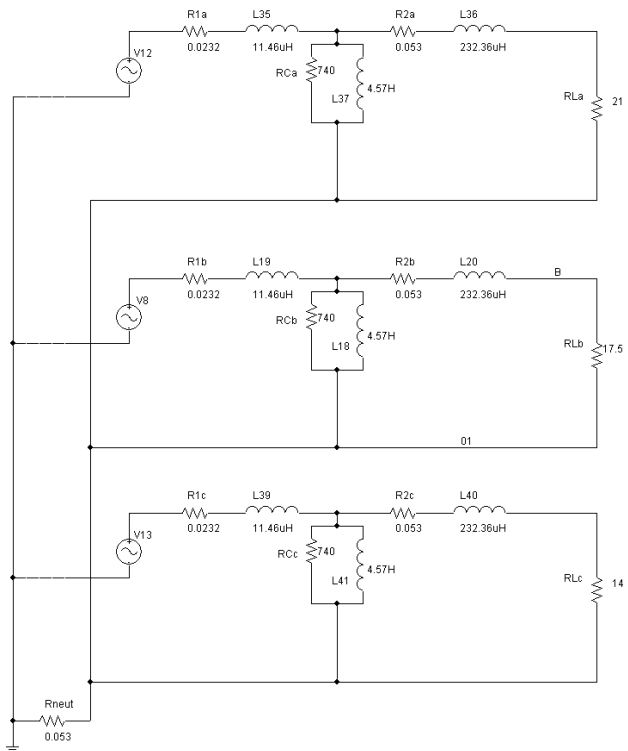 R1a L35 R2a L36
V12 0.0232 11.46uH 0.053 232.36uH
RCa 740 4.57H
L37 RLa 21
R1b L19 R2b L20 B
V8 0.0232 11.46uH 0.053 232.36uH
RCb 740 4.57H
L18 RLb 17.5
01
R1c L39 R2c L40
V13 0.0232 11.46uH 0.053 232.36uH
RCc 740 4.57H
L41 RLc 14
Rneut
0.053